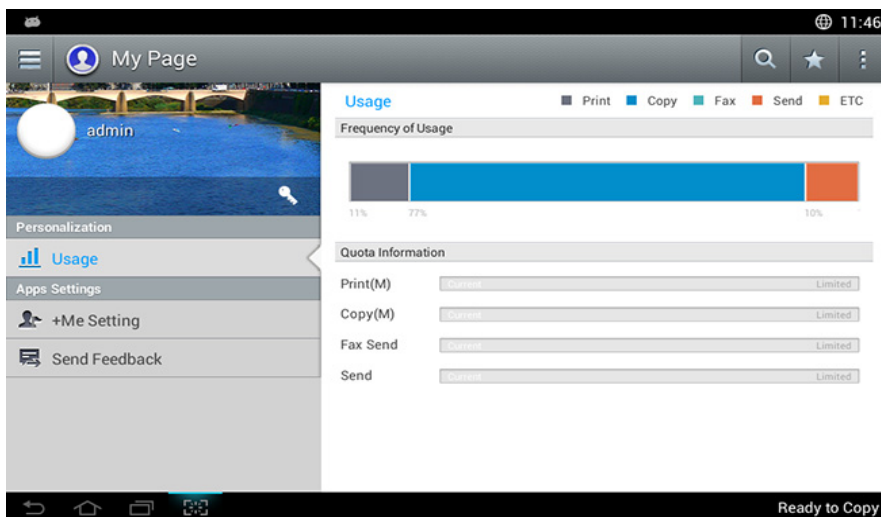 11:46
My Page
admin
Personalization
Usage
Apps Settings
+Me Setting
Send Feedback
Usage
Print Copy Fax Send ETC
Frequency of Usage
11% 77% 10%
Quota Information
Print(M) Current Limited
Copy(M) Current Limited
Fax Send Current Limited
Send Current Limited
Ready to Copy